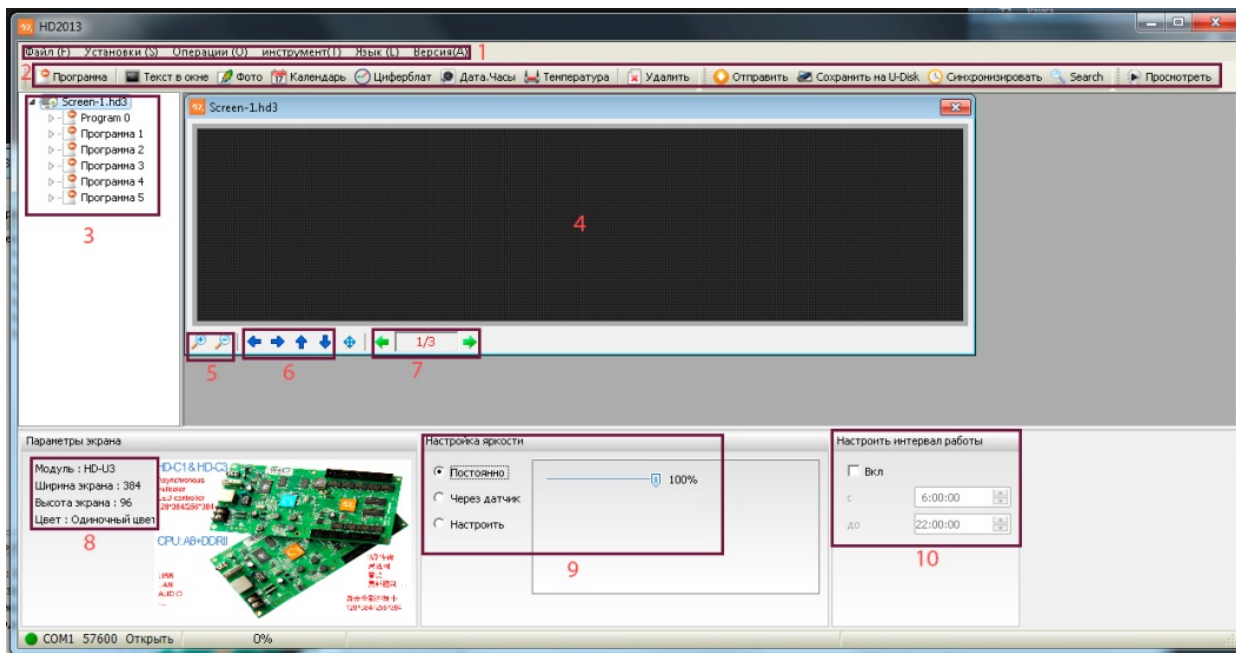 HD2013
Файл (F) Установки (S) Операции (O) инструмент(T) Язык (L) Версия(A) 1
2 Программа Текст в окне Фото Календарь Циферблат Дата.Часы Температура Удалить Отправить Сохранить на U-Disk Синхронизировать Search Просмотреть
Screen-1.hd3
Program 0
Программа 1
Программа 2
Программа 3
Программа 4
Программа 5
3
Screen-1.hd3
4
1/3
5 6 7
Параметры экрана
Модуль : HD-U3
Ширина экрана : 384
Высота экрана : 96
Цвет : Одиночный цвет
8
HD-C1 & HD-C3
CPU: A8+DDRII
Настройка яркости
Постоянно
Через датчик
Настроить
100%
9
Настроить интервал работы
Вкл
с 6:00:00
до 22:00:00
10
COM1 57600 Открыть 0%